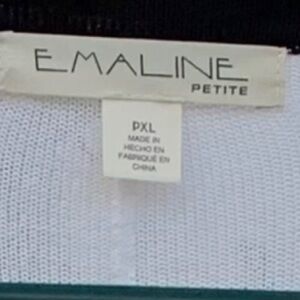 EMALINE
PETITE
PXL
MADE IN
HECHO EN
FABRIQUÉ EN
CHINA